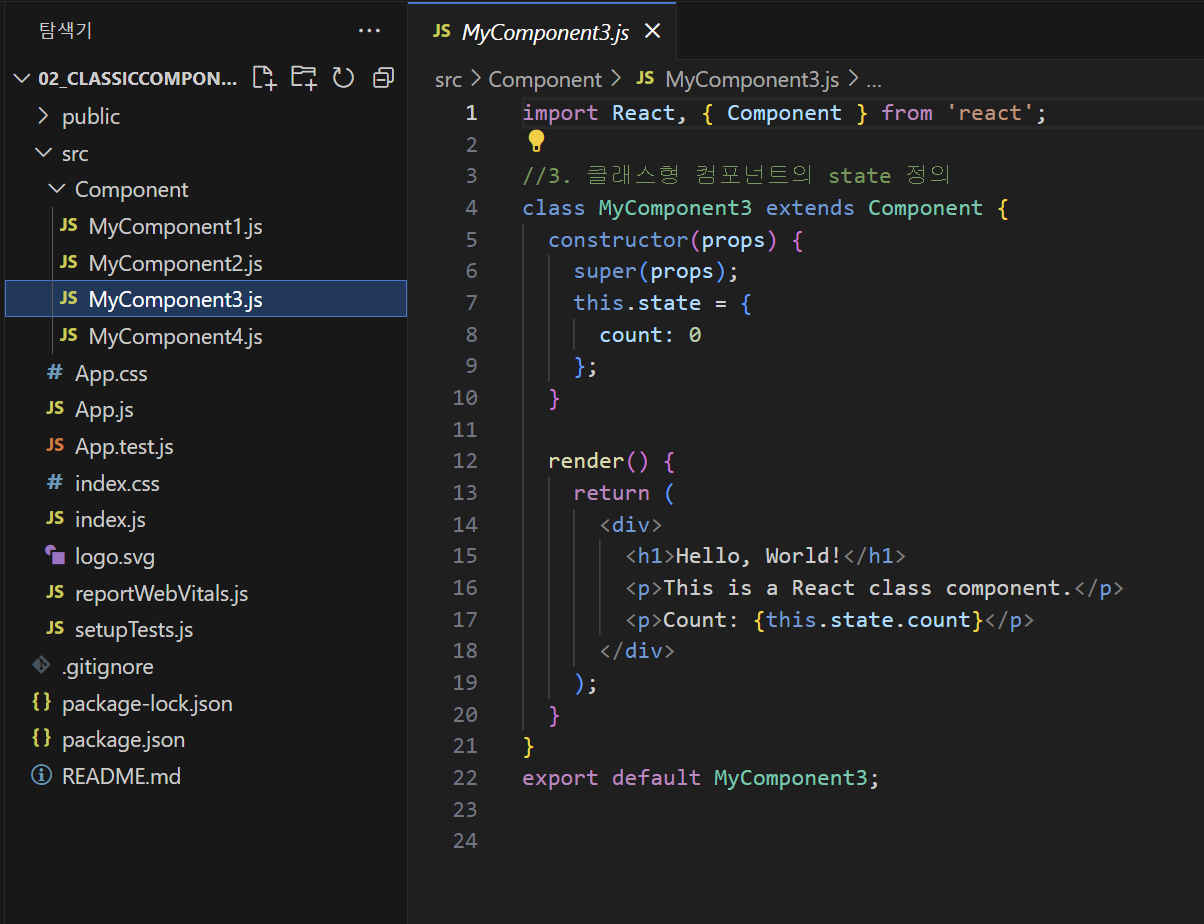 탐색기
02_CLASSICCOMPON...
public
src
Component
JS MyComponent1.js
JS MyComponent2.js
JS MyComponent3.js
JS MyComponent4.js
# App.css
JS App.js
JS App.test.js
# index.css
JS index.js
logo.svg
JS reportWebVitals.js
JS setupTests.js
.gitignore
{} package-lock.json
{} package.json
README.md
JS MyComponent3.js
src > Component > JS MyComponent3.js > ...
1 import React, { Component } from 'react';
2
3 //3. 클래스형 컴포넌트의 state 정의
4 class MyComponent3 extends Component {
5 constructor(props) {
6 super(props);
7 this.state = {
8 count: 0
9 };
10 }
11
12 render() {
13 return (
14 <div>
15 <h1>Hello, World!</h1>
16 <p>This is a React class component.</p>
17 <p>Count: {this.state.count}</p>
18 </div>
19 );
20 }
21 }
22 export default MyComponent3;
23
24